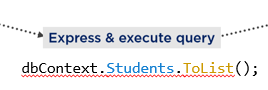 Express & execute query
dbContext.Students.ToList();